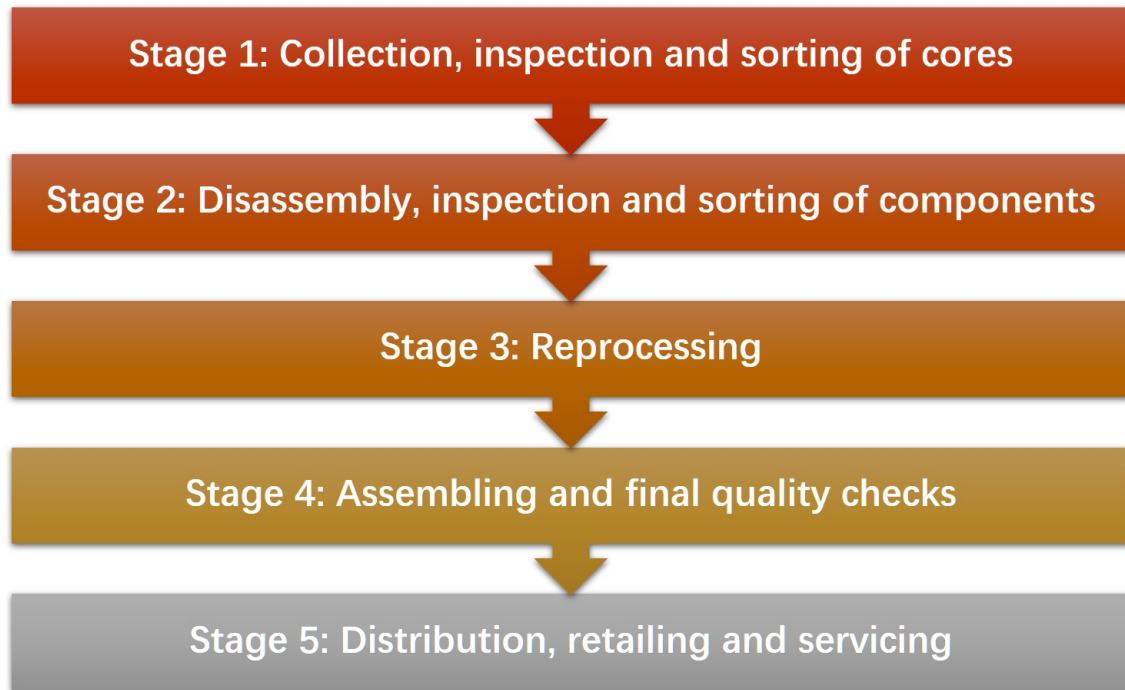 Stage 1: Collection, inspection and sorting of cores
Stage 2: Disassembly, inspection and sorting of components
Stage 3: Reprocessing
Stage 4: Assembling and final quality checks
Stage 5: Distribution, retailing and servicing